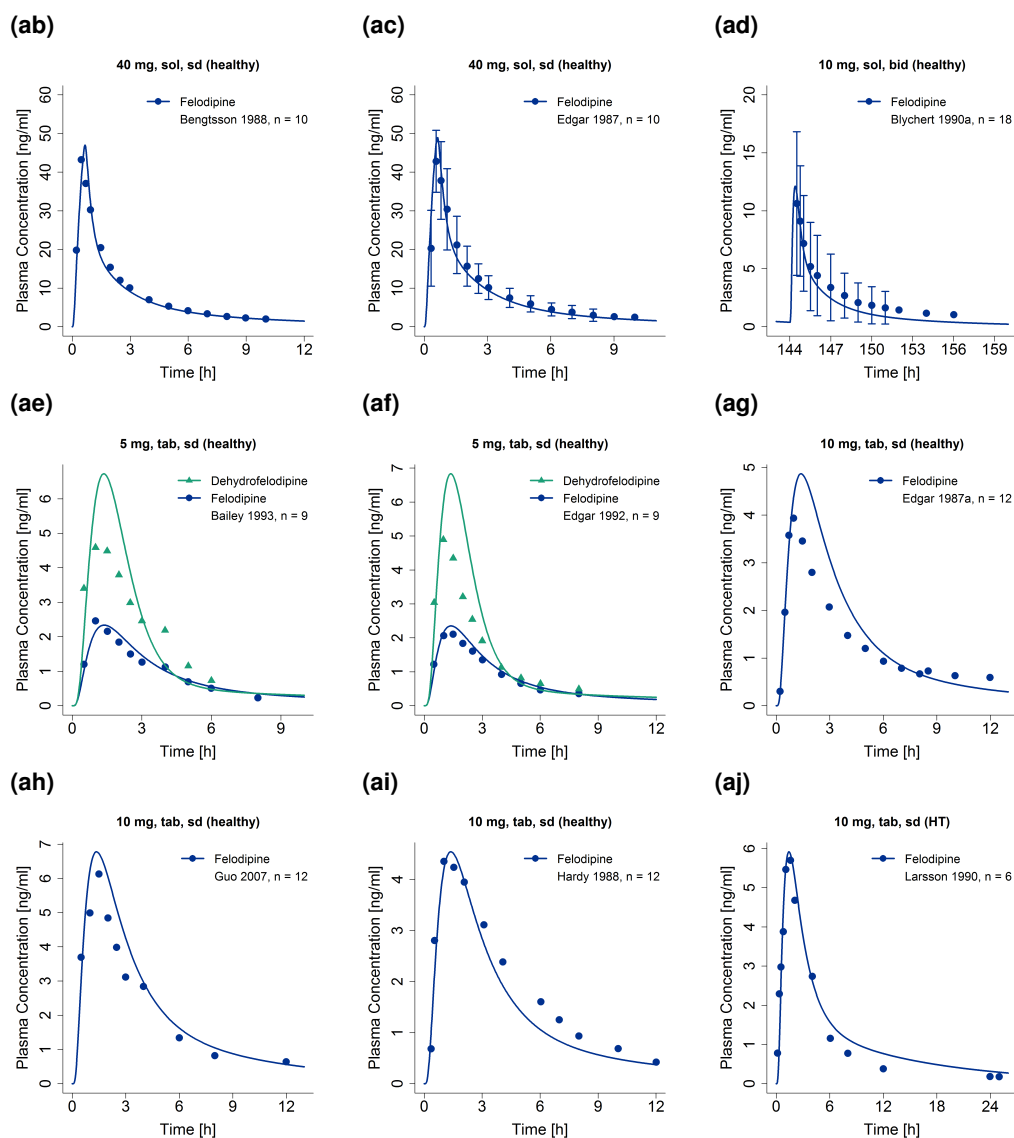 (ab)
40 mg, sol, sd (healthy)
Plasma Concentration [ng/ml]
0 10 20 30 40 50 60
Felodipine
Bengtsson 1988, n = 10
0 3 6 9 12
Time [h]
(ac)
40 mg, sol, sd (healthy)
Plasma Concentration [ng/ml]
0 10 20 30 40 50 60
Felodipine
Edgar 1987, n = 10
0 3 6 9
Time [h]
(ad)
10 mg, sol, bid (healthy)
Plasma Concentration [ng/ml]
0 5 10 15 20
Felodipine
Blychert 1990a, n = 18
144 147 150 153 156 159
Time [h]
(ae)
5 mg, tab, sd (healthy)
Plasma Concentration [ng/ml]
0 1 2 3 4 5 6
Dehydrofelodipine
Felodipine
Bailey 1993, n = 9
0 3 6 9
Time [h]
(af)
5 mg, tab, sd (healthy)
Plasma Concentration [ng/ml]
0 1 2 3 4 5 6 7
Dehydrofelodipine
Felodipine
Edgar 1992, n = 9
0 3 6 9 12
Time [h]
(ag)
10 mg, tab, sd (healthy)
Plasma Concentration [ng/ml]
0 1 2 3 4 5
Felodipine
Edgar 1987a, n = 12
0 3 6 9 12
Time [h]
(ah)
10 mg, tab, sd (healthy)
Plasma Concentration [ng/ml]
0 1 2 3 4 5 6 7
Felodipine
Guo 2007, n = 12
0 3 6 9 12
Time [h]
(ai)
10 mg, tab, sd (healthy)
Plasma Concentration [ng/ml]
0 1 2 3 4
Felodipine
Hardy 1988, n = 12
0 3 6 9 12
Time [h]
(aj)
10 mg, tab, sd (HT)
Plasma Concentration [ng/ml]
0 1 2 3 4 5 6
Felodipine
Larsson 1990, n = 6
0 6 12 18 24
Time [h]